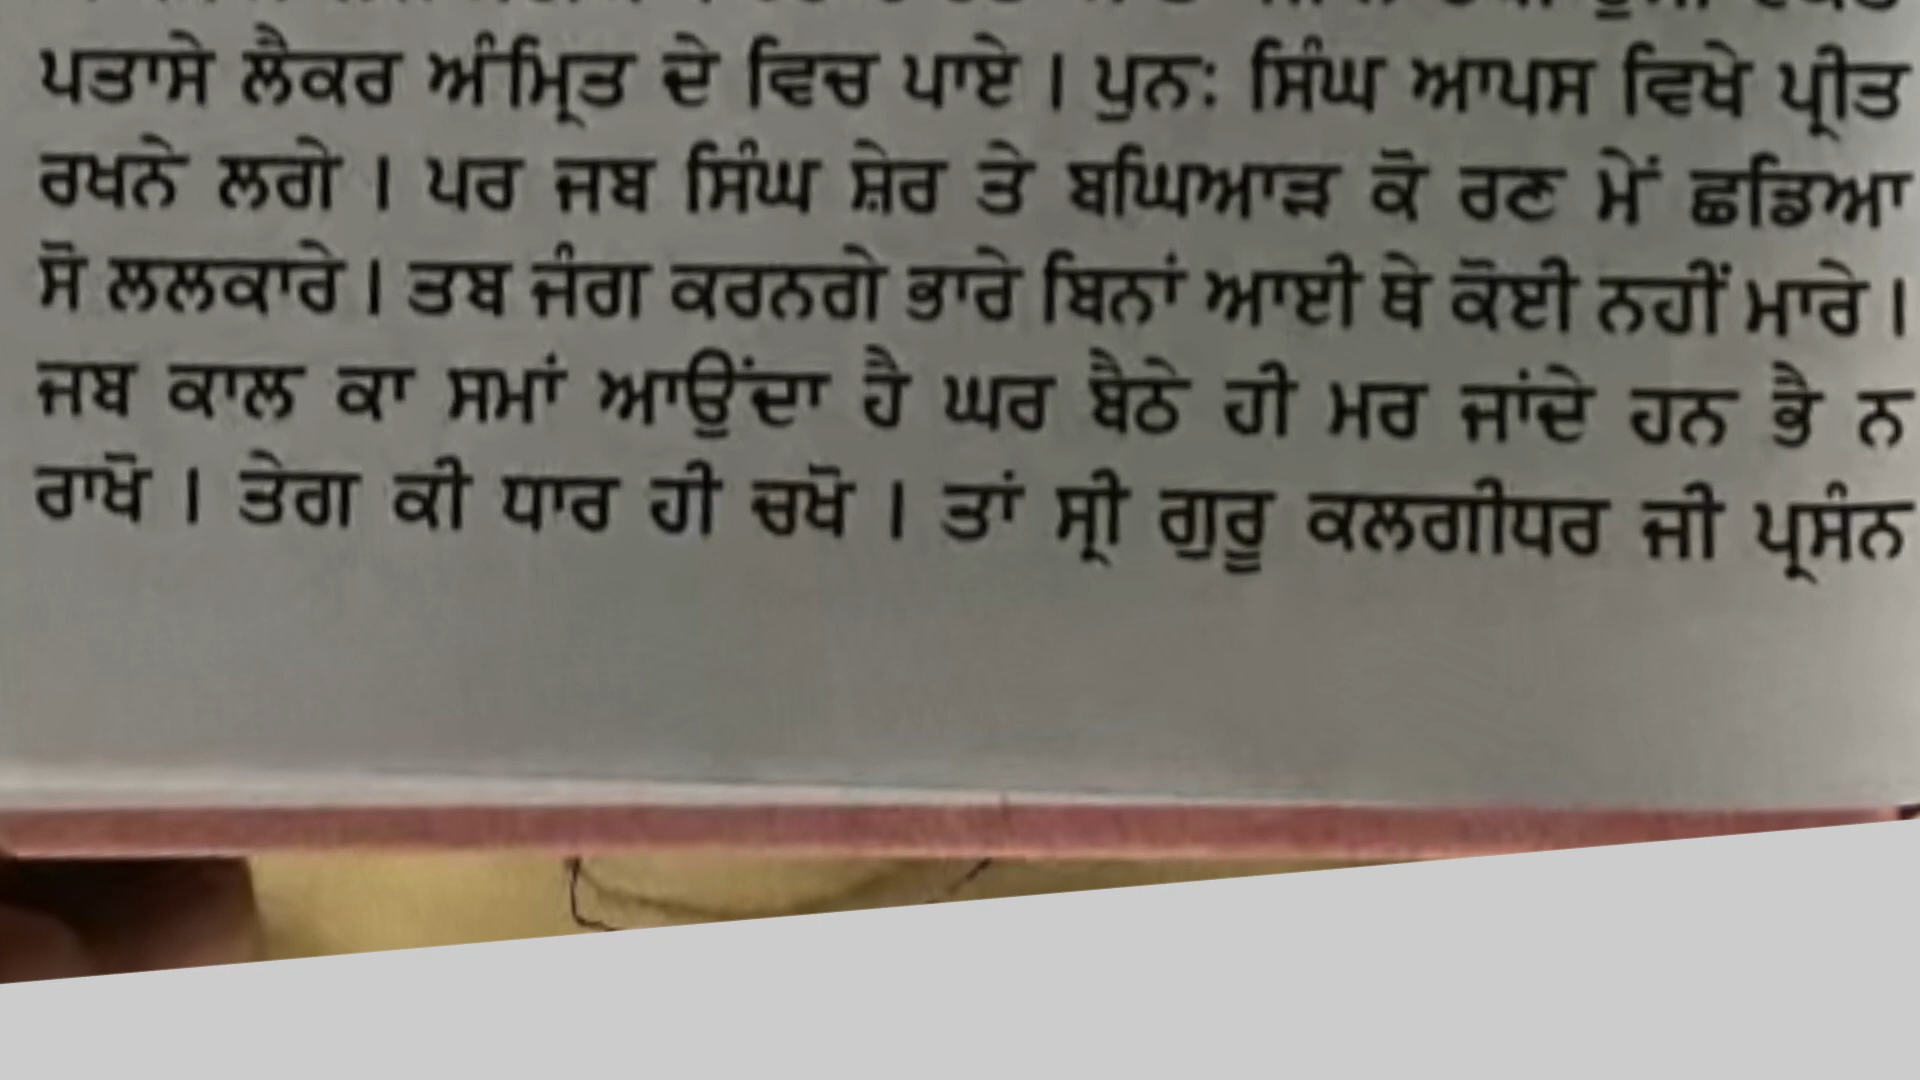 ਪਤਾਸੇ ਲੈਕਰ ਅੰਮ੍ਰਿਤ ਦੇ ਵਿਚ ਪਾਏ । ਪੁਨਃ ਸਿੰਘ ਆਪਸ ਵਿਖੇ ਪ੍ਰੀਤ
ਰਖਨੇ ਲਗੇ । ਪਰ ਜਬ ਸਿੰਘ ਸ਼ੇਰ ਤੇ ਬਘਿਆੜ ਕੋ ਰਣ ਮੇਂ ਛਡਿਆ
ਸੋ ਲਲਕਾਰੇ । ਤਬ ਜੰਗ ਕਰਨਗੇ ਭਾਰੇ ਬਿਨਾਂ ਆਈ ਥੇ ਕੋਈ ਨਹੀਂ ਮਾਰੇ ।
ਜਬ ਕਾਲ ਕਾ ਸਮਾਂ ਆਉਂਦਾ ਹੈ ਘਰ ਬੈਠੇ ਹੀ ਮਰ ਜਾਂਦੇ ਹਨ ਭੈ ਨ
ਰਾਖੋ । ਤੇਗ ਕੀ ਧਾਰ ਹੀ ਚਖੋ । ਤਾਂ ਸ੍ਰੀ ਗੁਰੂ ਕਲਗੀਧਰ ਜੀ ਪ੍ਰਸੰਨ